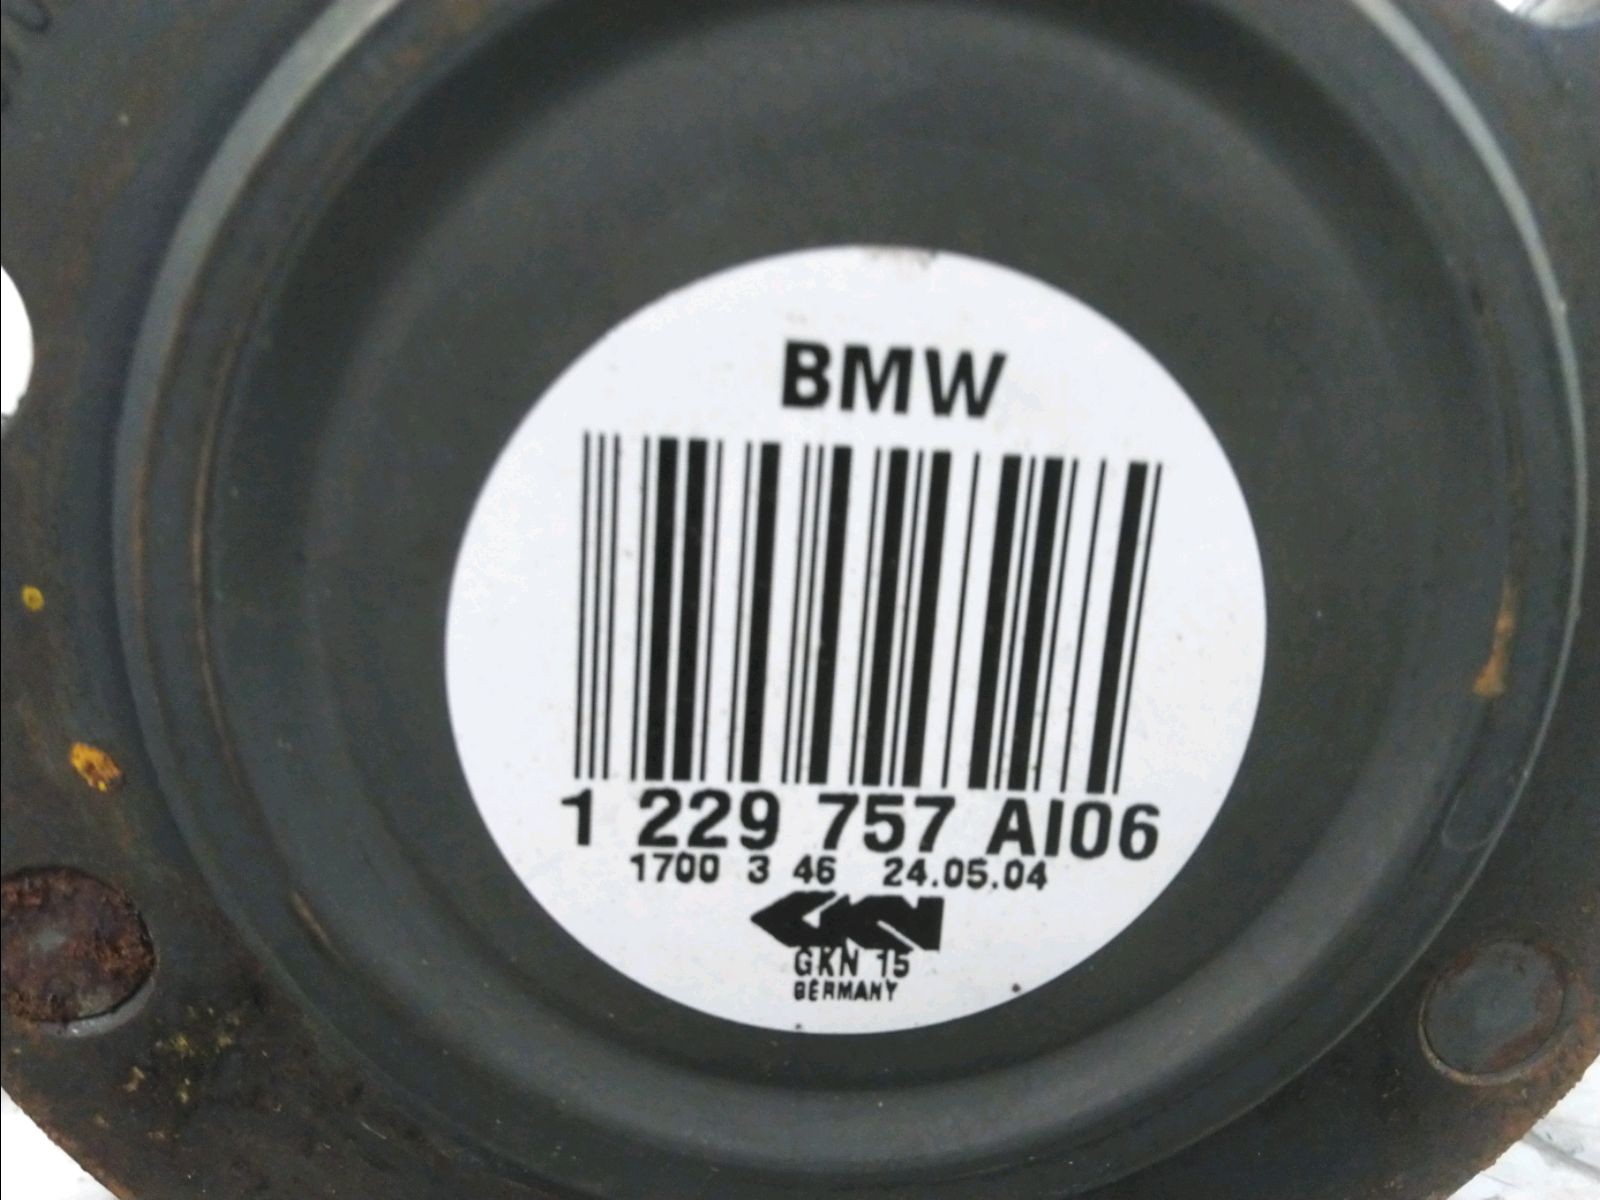 BMW
1 229 757 AI06
1700 3 46 24.05.04
GKN
GKN 15
GERMANY